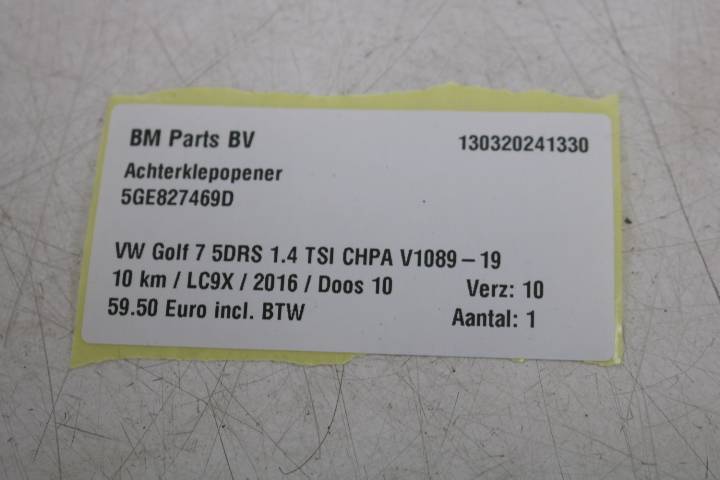 BM Parts BV 130320241330
Achterklepopener
5GE827469D
VW Golf 7 5DRS 1.4 TSI CHPA V1089-19
10 km / LC9X / 2016 / Doos 10 Verz: 10
59.50 Euro incl. BTW Aantal: 1